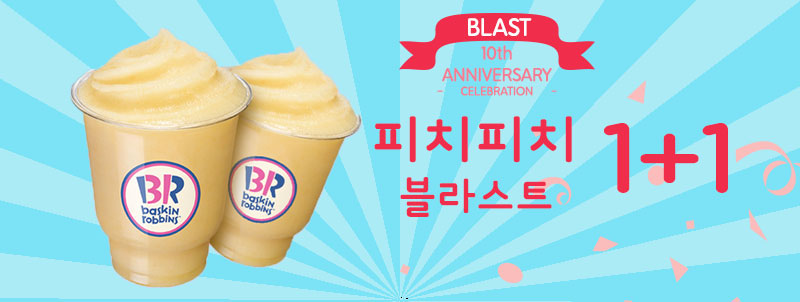 BLAST
10th
ANNIVERSARY
- CELEBRATION -
피치피치
블라스트
1+1
BR
baskin
robbins
BR
baskin
robbins